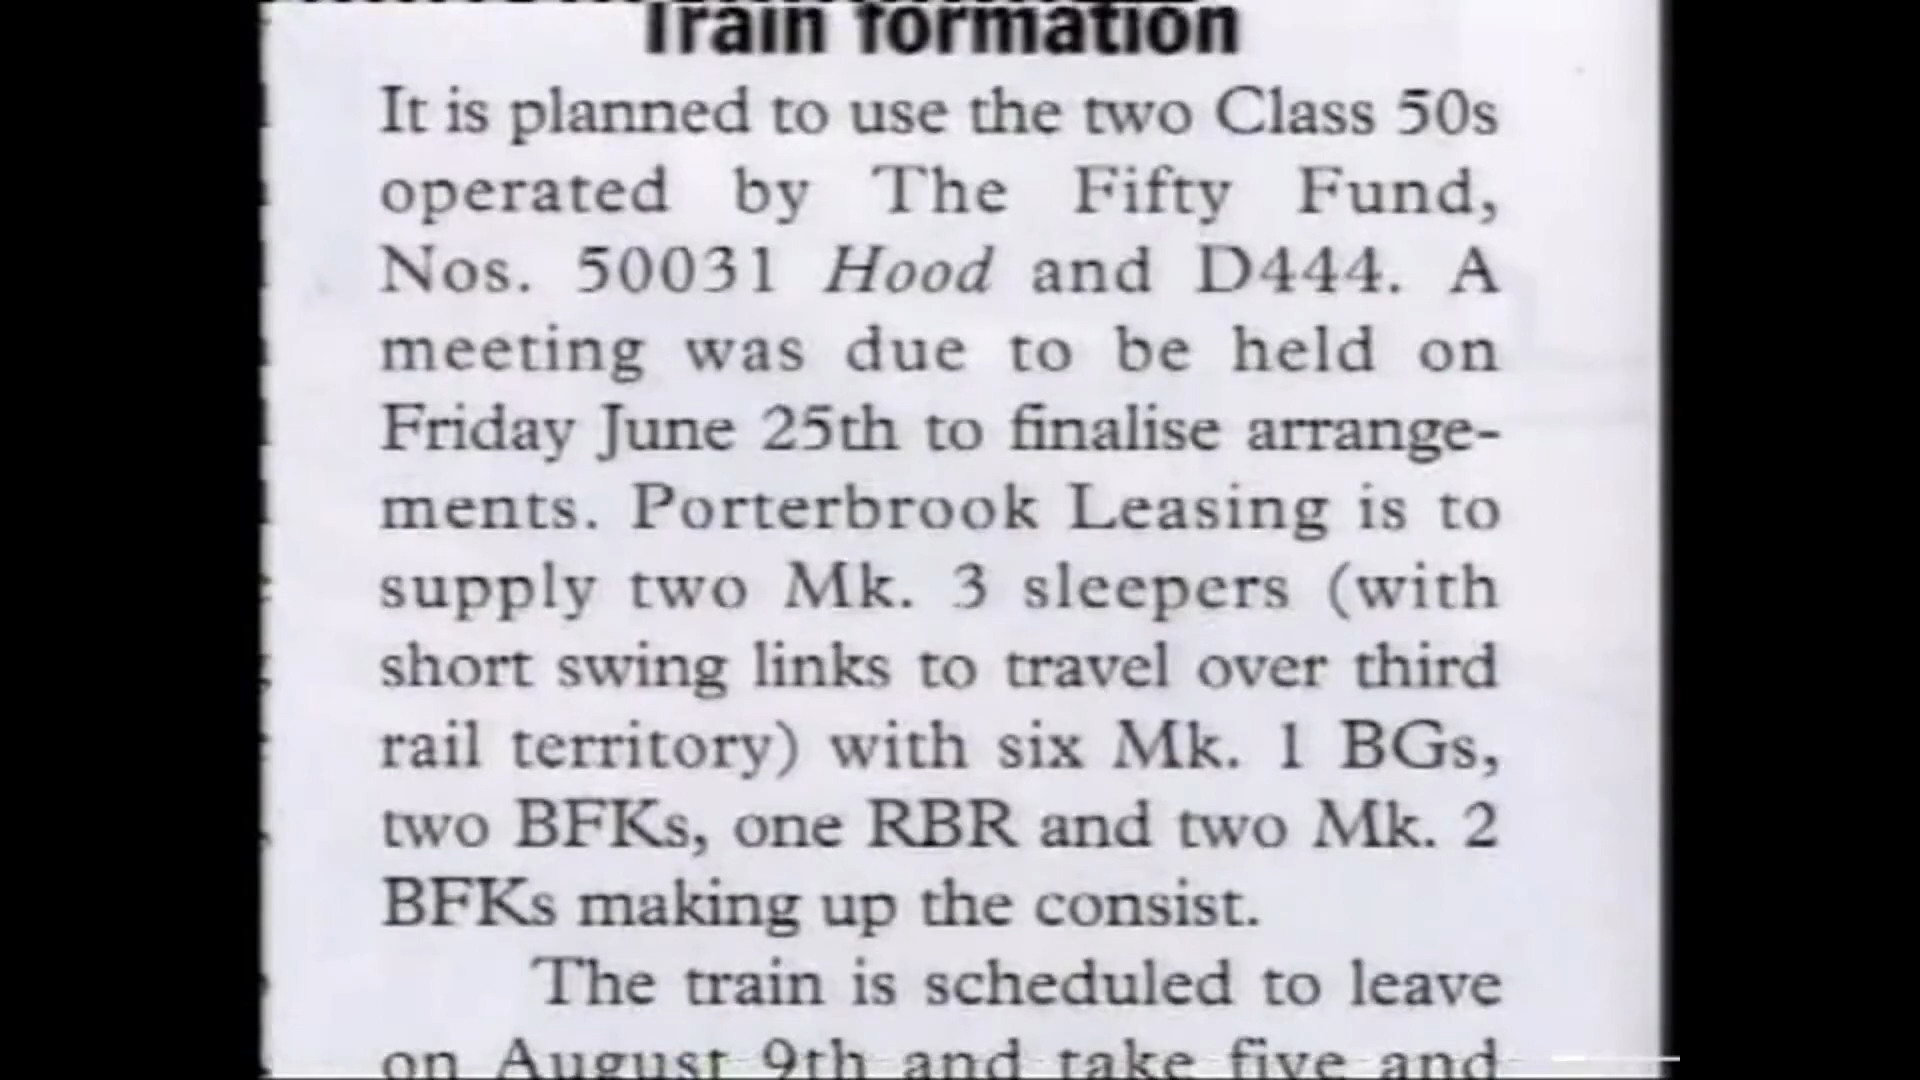 Train formation
It is planned to use the two Class 50s
operated by The Fifty Fund,
Nos. 50031 Hood and D444. A
meeting was due to be held on
Friday June 25th to finalise arrange-
ments. Porterbrook Leasing is to
supply two Mk. 3 sleepers (with
short swing links to travel over third
rail territory) with six Mk. 1 BGs,
two BFKs, one RBR and two Mk. 2
BFKs making up the consist.
The train is scheduled to leave
on August 9th and take five and